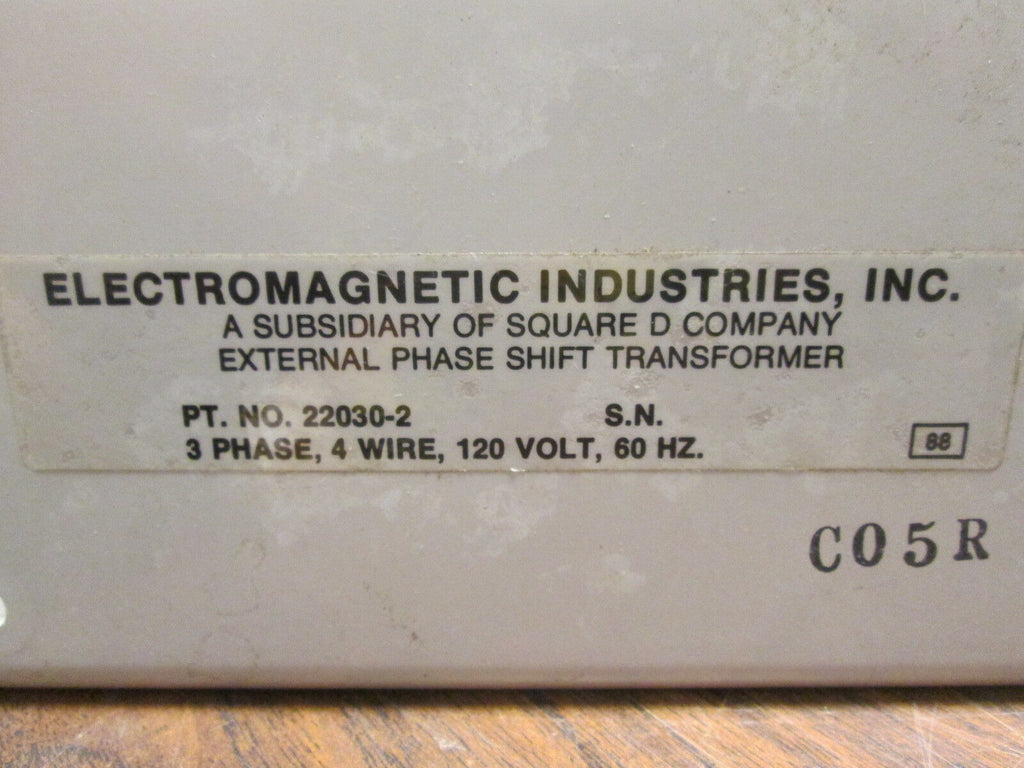 ELECTROMAGNETIC INDUSTRIES, INC.
A SUBSIDIARY OF SQUARE D COMPANY
EXTERNAL PHASE SHIFT TRANSFORMER
PT. NO. 22030-2 S.N.
3 PHASE, 4 WIRE, 120 VOLT, 60 HZ.
88
C05R